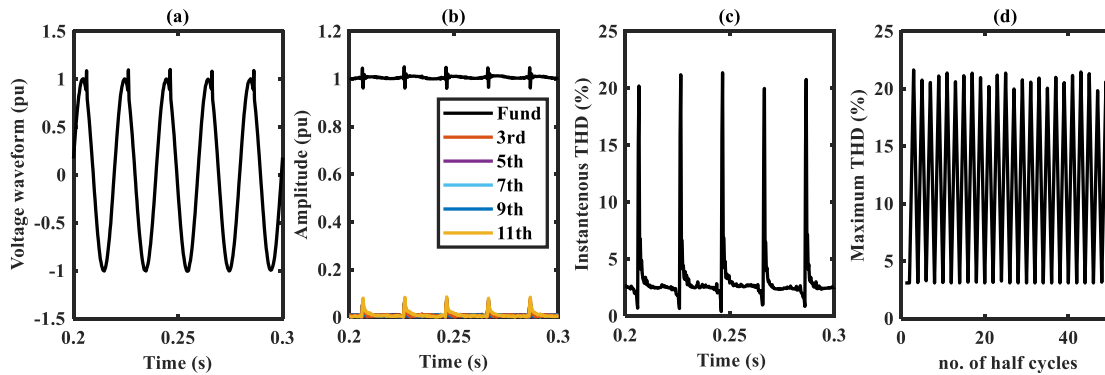 (a)
Voltage waveform (pu)
1.5
1
0.5
0
-0.5
-1
-1.5
0.2
0.25
0.3
Time (s)
(b)
Amplitude (pu)
1.2
1
0.8
0.6
0.4
0.2
0
Fund
3rd
5th
7th
9th
11th
0.2
0.25
0.3
Time (s)
(c)
Instantenous THD (%)
25
20
15
10
5
0
0.2
0.25
0.3
Time (s)
(d)
Maximum THD (%)
25
20
15
10
5
0
0
20
40
no. of half cycles